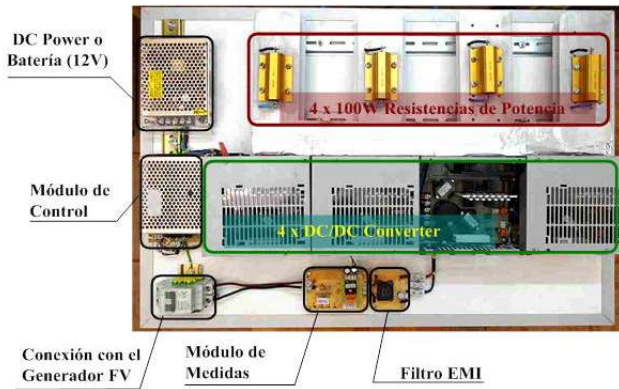 DC Power o
Batería (12V)
4 x 100W Resistencias de Potencia
Módulo de
Control
4 x DC/DC Converter
Conexión con el
Generador FV
Módulo de
Medidas
Filtro EMI